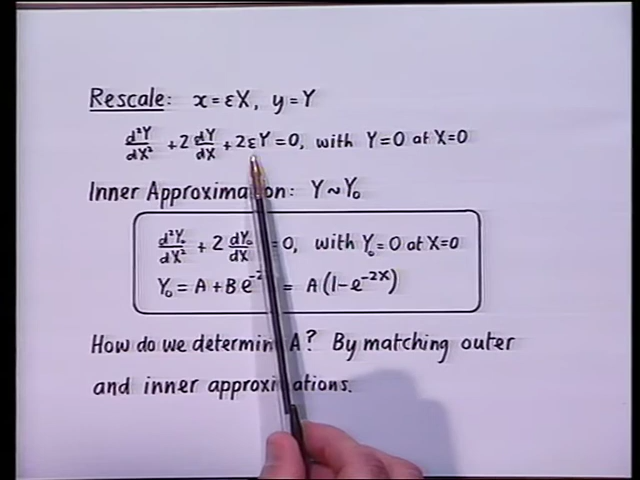 Rescale: x = εX, y = Y
d²Y/dX² + 2 dY/dX + 2εY = 0, with Y = 0 at X = 0
Inner Approximation: Y ~ Y₀
d²Y₀/dX² + 2 dY₀/dX = 0, with Y₀ = 0 at X = 0
Y₀ = A + B e⁻² = A(1 - e⁻²ˣ)
How do we determin A? By matching outer
and inner approximations.